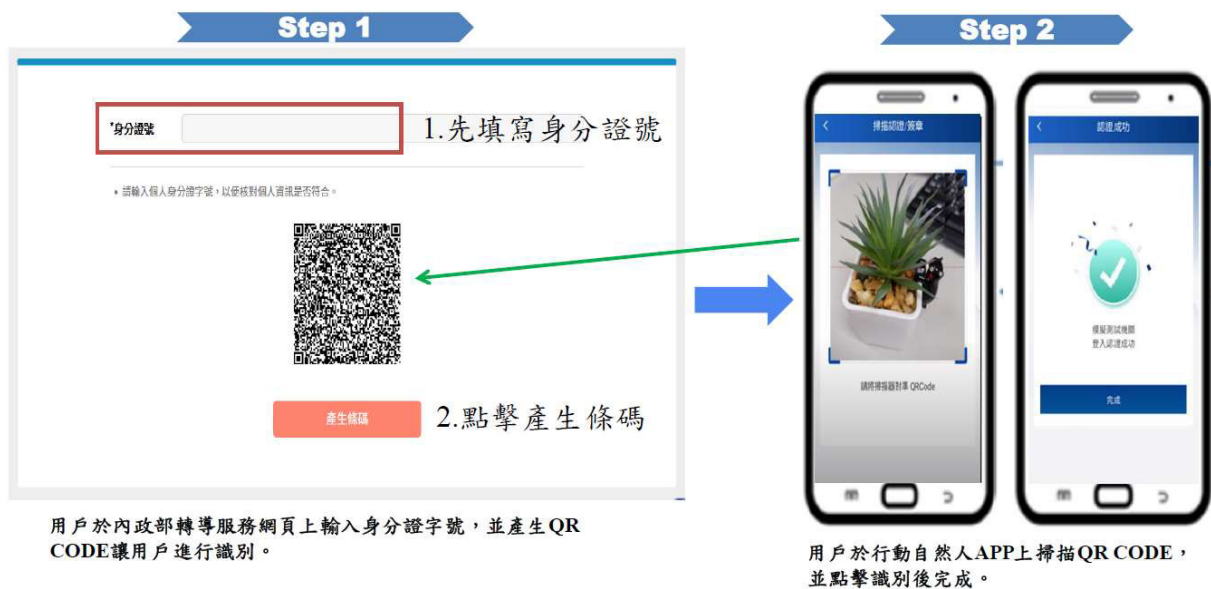 Step 1
*身分證號
1.先填寫身分證號
• 請輸入個人身分證字號,以便核對個人資訊是否符合。
產生條碼
2.點擊產生條碼
用戶於內政部轉導服務網頁上輸入身分證字號,並產生QR
CODE讓用戶進行識別。
Step 2
掃描認證/簽章
請將掃描器對準 QRCode
認證成功
模擬測試機關
登入認證成功
完成
用戶於行動自然人APP上掃描QR CODE,
並點擊識別後完成。